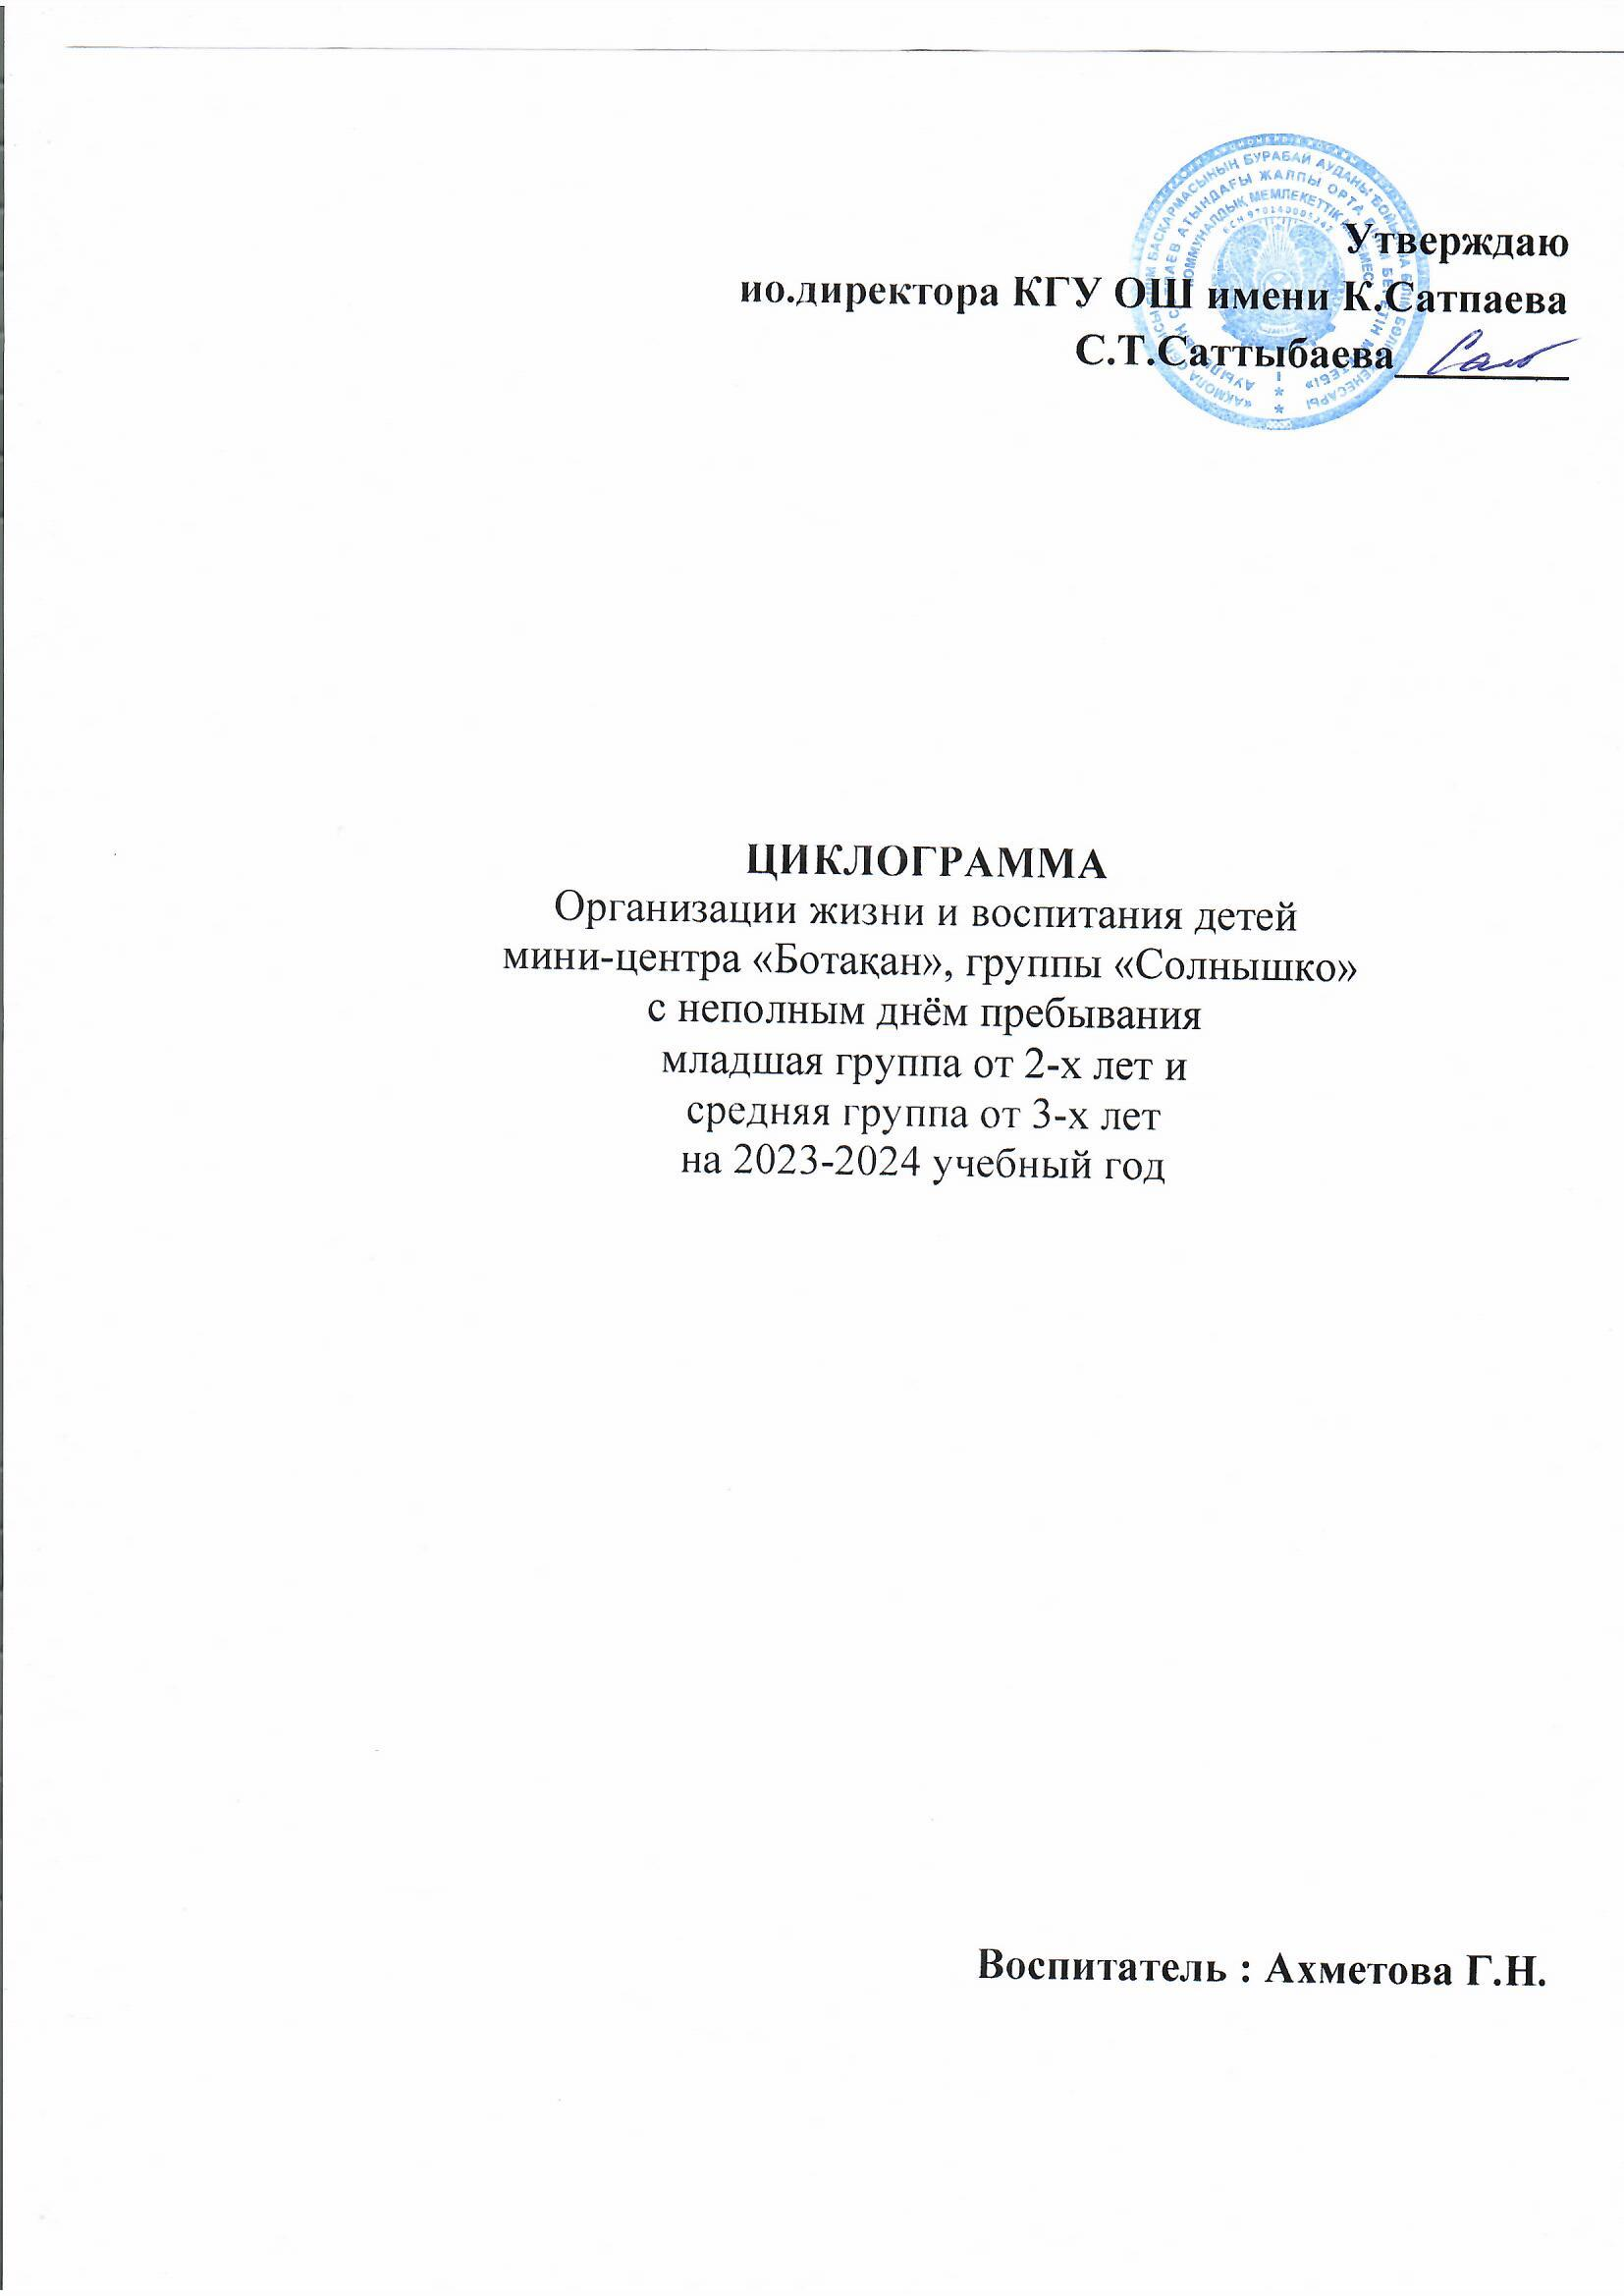 Утверждаю
ио.директора КГУ ОШ имени К.Сатпаева
С.Т.Саттыбаева
ЦИКЛОГРАММА
Организации жизни и воспитания детей
мини-центра «Ботақан», группы «Солнышко»
с неполным днём пребывания
младшая группа от 2-х лет и
средняя группа от 3-х лет
на 2023-2024 учебный год
Воспитатель : Ахметова Г.Н.